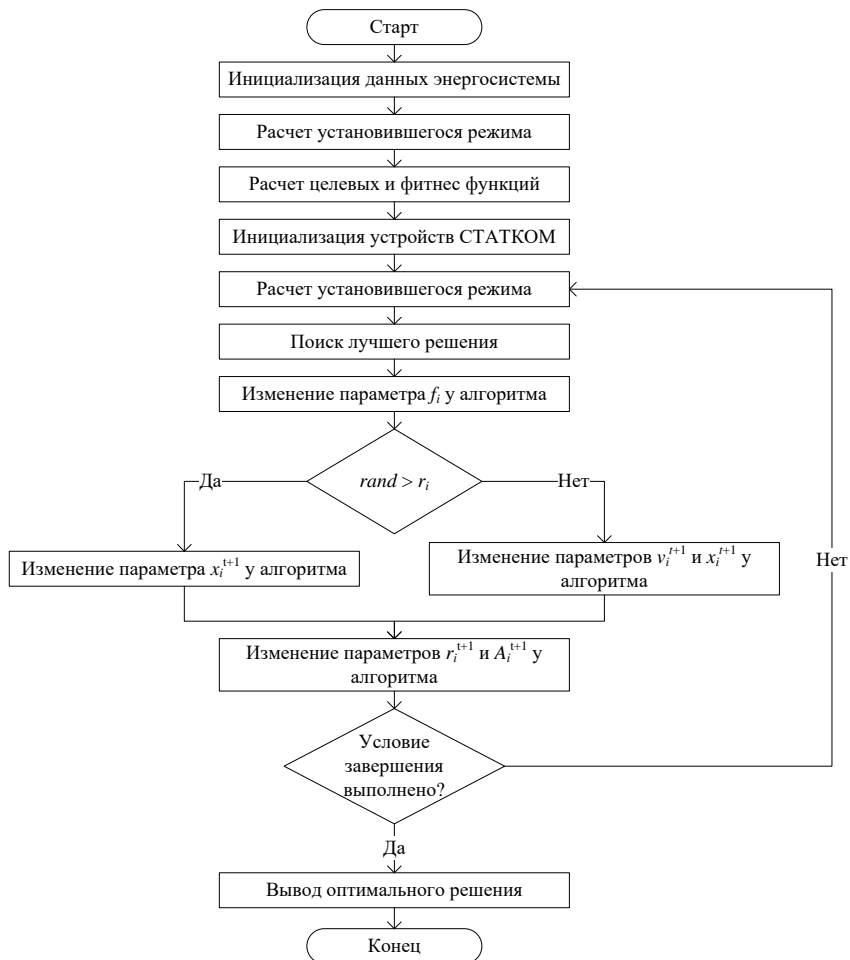 Старт
Инициализация данных энергосистемы
Расчет установившегося режима
Расчет целевых и фитнес функций
Инициализация устройств СТАТКОМ
Расчет установившегося режима
Поиск лучшего решения
Изменение параметра fᵢ у алгоритма
rand > rᵢ
Да
Нет
Изменение параметра xᵢᵗ⁺¹ у алгоритма
Изменение параметров vᵢᵗ⁺¹ и xᵢᵗ⁺¹ у
алгоритма
Нет
Изменение параметров rᵢᵗ⁺¹ и Aᵢᵗ⁺¹ у
алгоритма
Условие
завершения
выполнено?
Да
Вывод оптимального решения
Конец